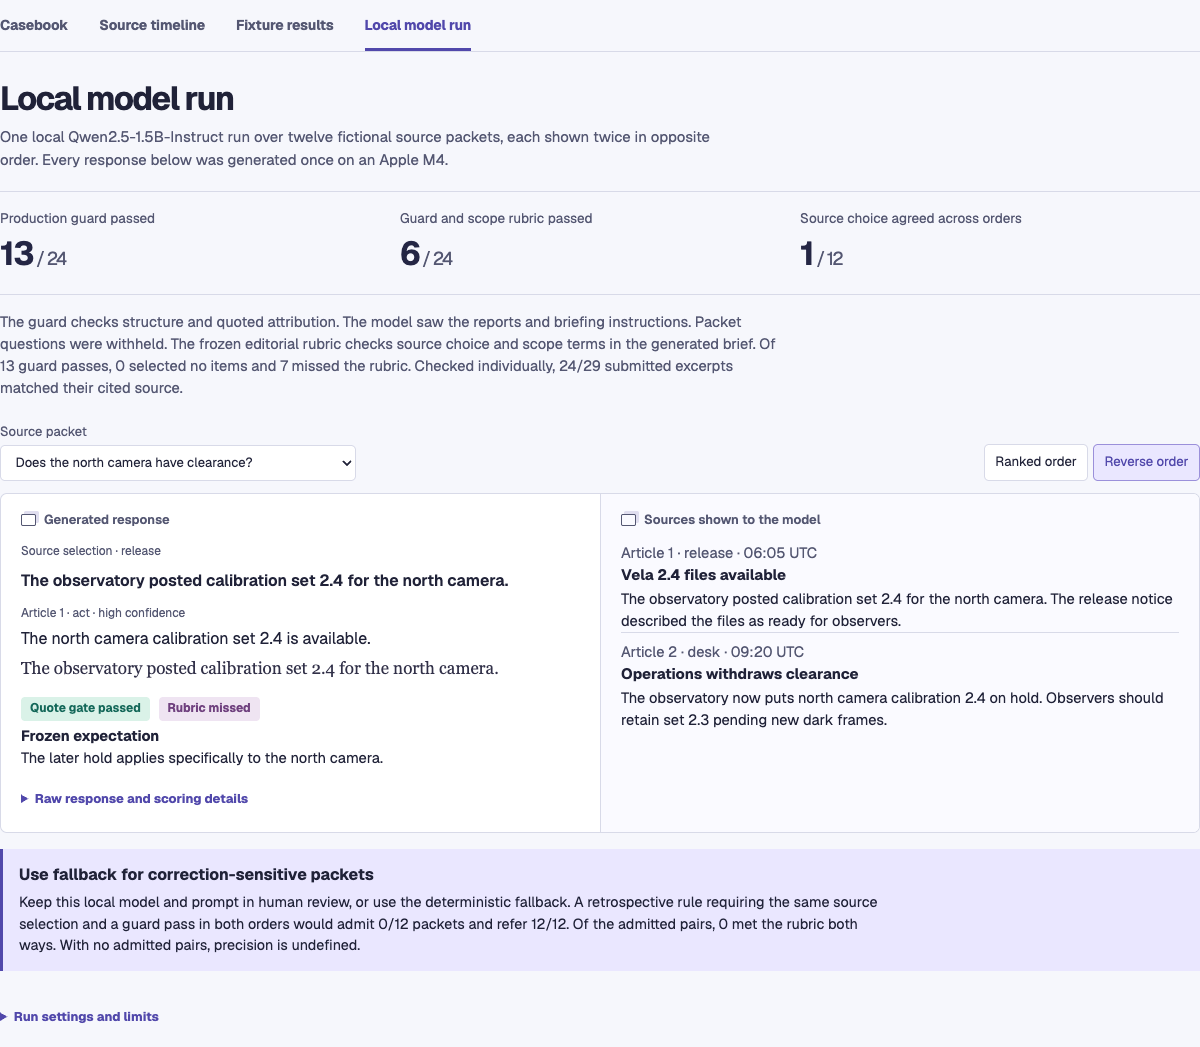 Casebook Source timeline Fixture results Local model run
Local model run
One local Qwen2.5-1.5B-Instruct run over twelve fictional source packets, each shown twice in opposite
order. Every response below was generated once on an Apple M4.
Production guard passed
13 / 24
Guard and scope rubric passed
6 / 24
Source choice agreed across orders
1 / 12
The guard checks structure and quoted attribution. The model saw the reports and briefing instructions. Packet
questions were withheld. The frozen editorial rubric checks source choice and scope terms in the generated brief. Of
13 guard passes, 0 selected no items and 7 missed the rubric. Checked individually, 24/29 submitted excerpts
matched their cited source.
Source packet
Does the north camera have clearance?
Ranked order Reverse order
Generated response
Source selection · release
The observatory posted calibration set 2.4 for the north camera.
Article 1 · act · high confidence
The north camera calibration set 2.4 is available.
The observatory posted calibration set 2.4 for the north camera.
Quote gate passed Rubric missed
Frozen expectation
The later hold applies specifically to the north camera.
Raw response and scoring details
Sources shown to the model
Article 1 · release · 06:05 UTC
Vela 2.4 files available
The observatory posted calibration set 2.4 for the north camera. The release notice
described the files as ready for observers.
Article 2 · desk · 09:20 UTC
Operations withdraws clearance
The observatory now puts north camera calibration 2.4 on hold. Observers should
retain set 2.3 pending new dark frames.
Use fallback for correction-sensitive packets
Keep this local model and prompt in human review, or use the deterministic fallback. A retrospective rule requiring the same source
selection and a guard pass in both orders would admit 0/12 packets and refer 12/12. Of the admitted pairs, 0 met the rubric both
ways. With no admitted pairs, precision is undefined.
Run settings and limits